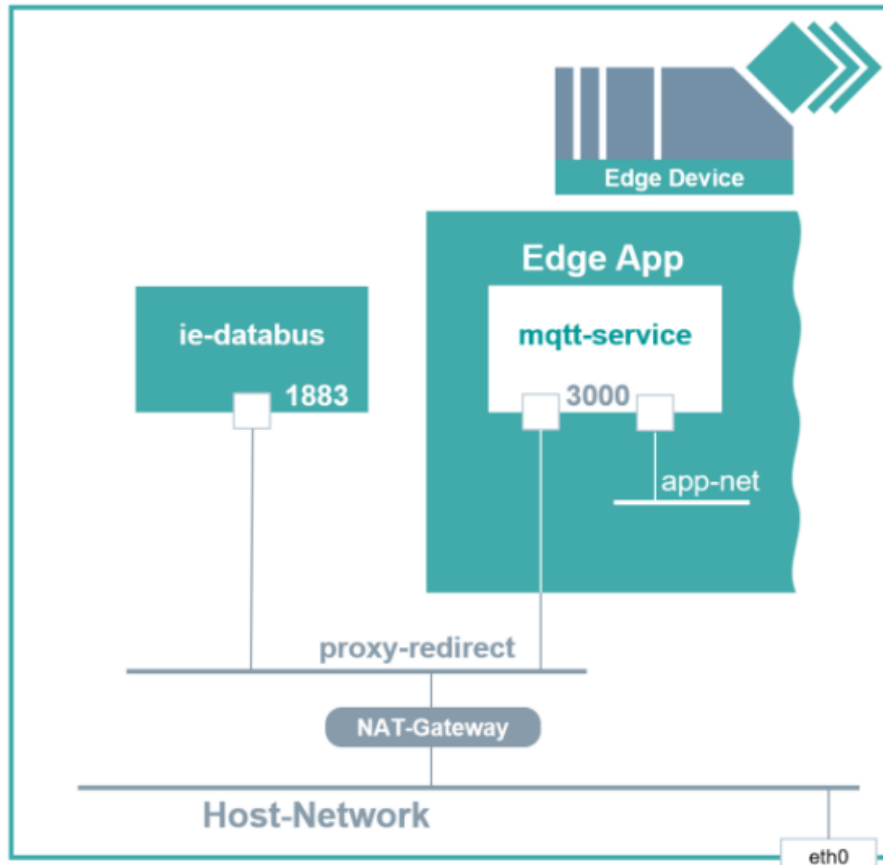 Edge Device
Edge App
ie-databus
mqtt-service
1883
3000
app-net
proxy-redirect
NAT-Gateway
Host-Network
eth0